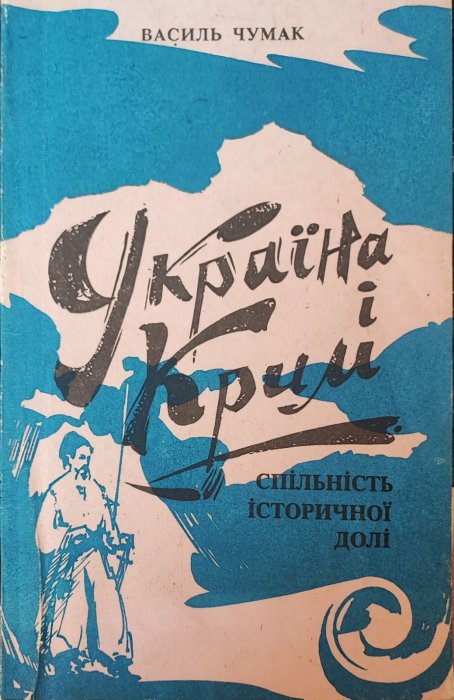 ВАСИЛЬ ЧУМАК
Україна
і
Крим
СПІЛЬНІСТЬ
ІСТОРИЧНОЇ
ДОЛІ